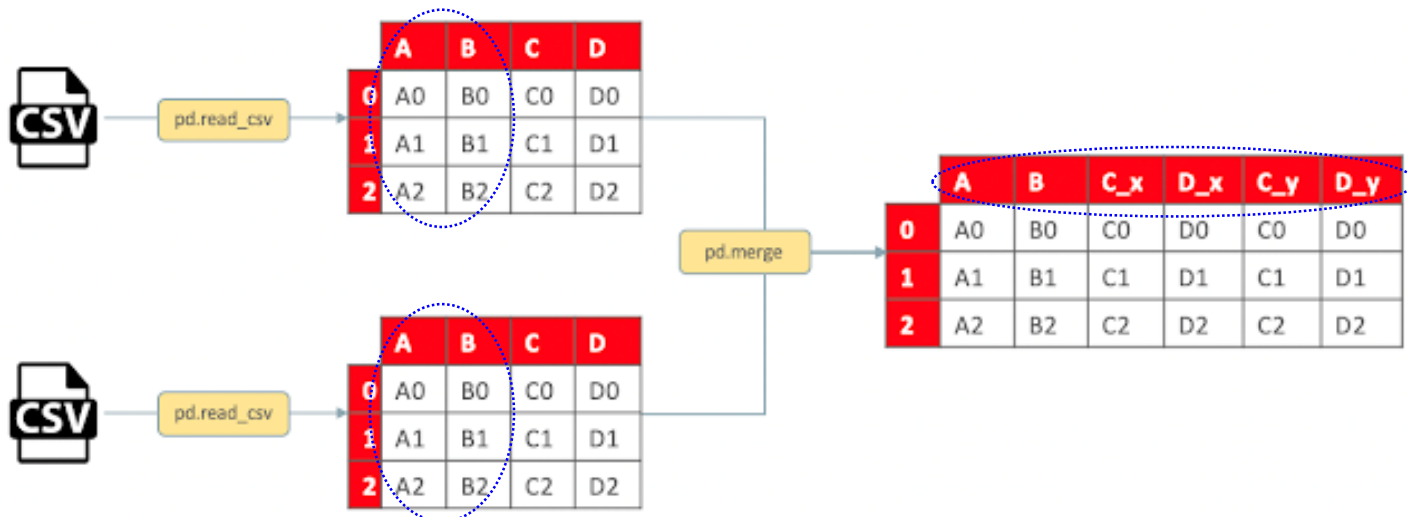 A B C D
CSV
pd.read_csv
0 A0 B0 C0 D0
1 A1 B1 C1 D1
2 A2 B2 C2 D2
pd.merge
A B C_x D_x C_y D_y
0 A0 B0 C0 D0 C0 D0
1 A1 B1 C1 D1 C1 D1
2 A2 B2 C2 D2 C2 D2
A B C D
CSV
pd.read_csv
0 A0 B0 C0 D0
1 A1 B1 C1 D1
2 A2 B2 C2 D2